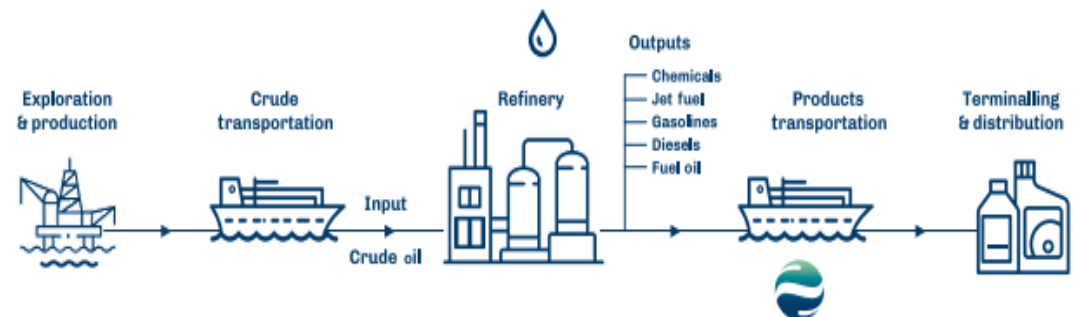 Exploration
& production
Crude
transportation
Input
Crude oil
Refinery
Outputs
Chemicals
Jet fuel
Gasolines
Diesels
Fuel oil
Products
transportation
Terminalling
& distribution